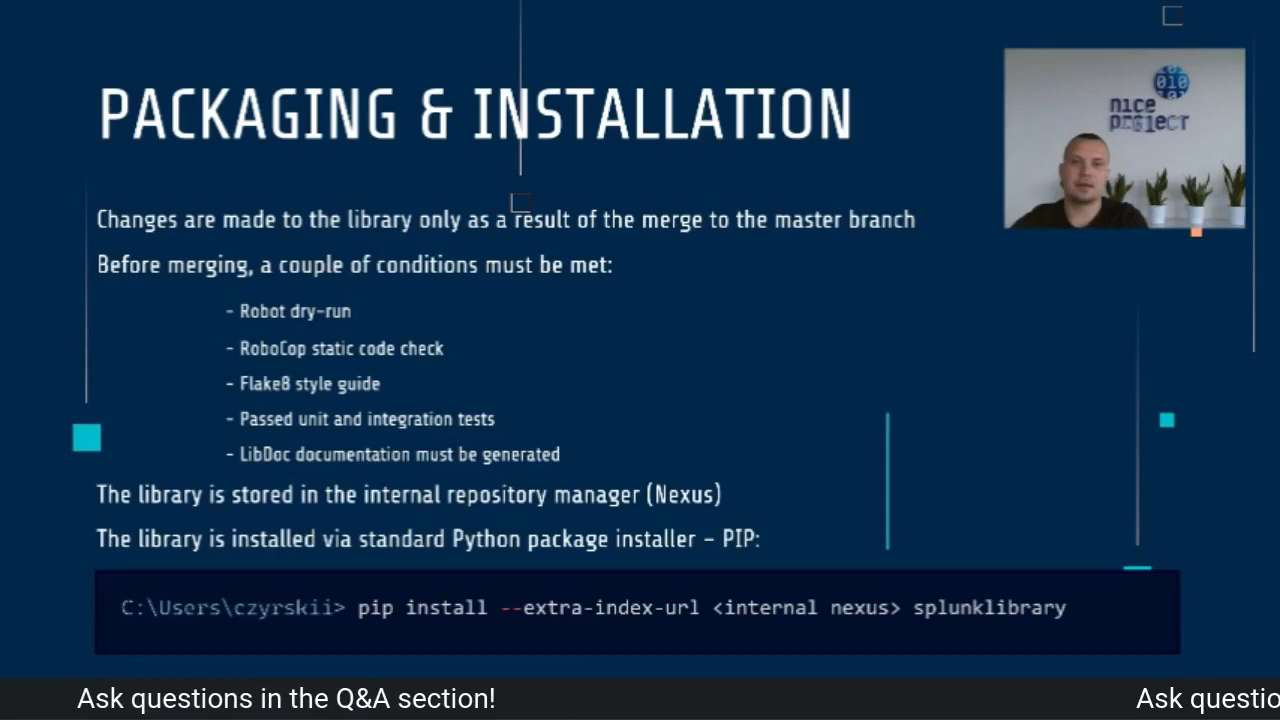 PACKAGING & INSTALLATION
010
nice
project
Changes are made to the library only as a result of the merge to the master branch
Before merging, a couple of conditions must be met:
- Robot dry-run
- RoboCop static code check
- Flake8 style guide
- Passed unit and integration tests
- LibDoc documentation must be generated
The library is stored in the internal repository manager (Nexus)
The library is installed via standard Python package installer – PIP:
C:\Users\czyrskii> pip install --extra-index-url <internal nexus> splunklibrary
Ask questions in the Q&A section!
Ask questio